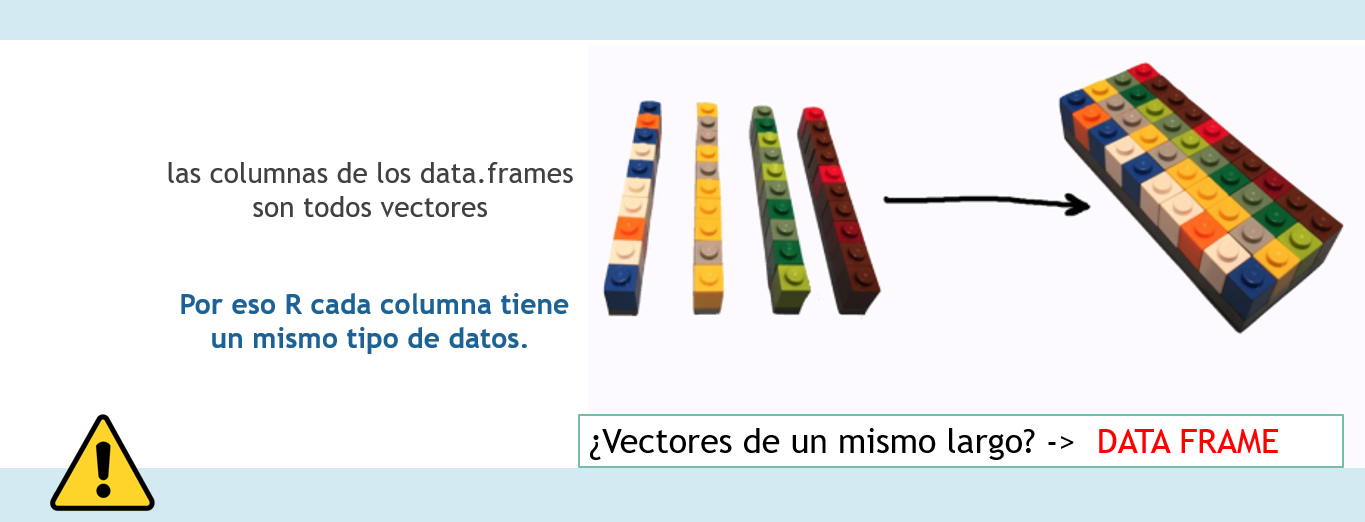 las columnas de los data.frames
son todos vectores
Por eso R cada columna tiene
un mismo tipo de datos.
¿Vectores de un mismo largo? -> DATA FRAME